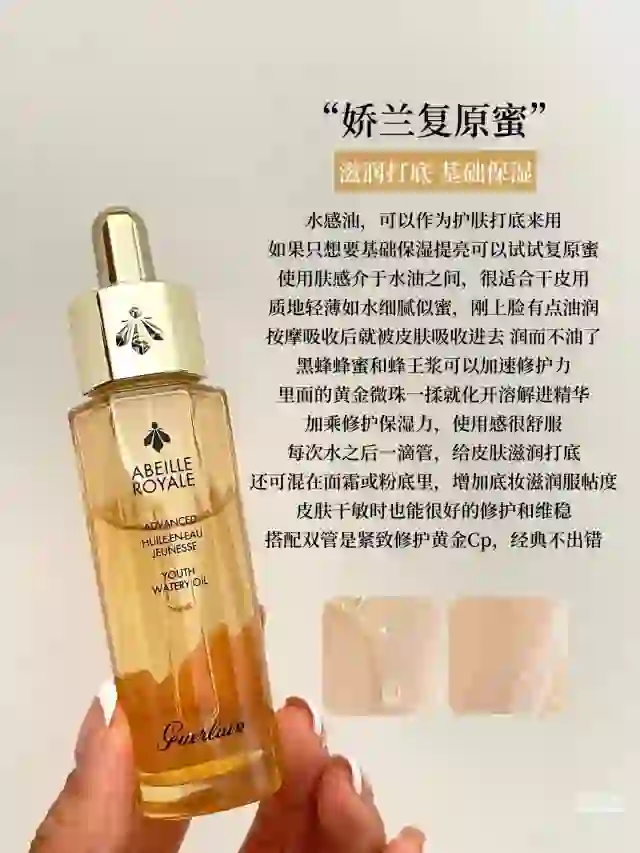 “娇兰复原蜜”
滋润打底 基础保湿
水感油，可以作为护肤打底来用
如果只想要基础保湿提亮可以试试复原蜜
使用肤感介于水油之间，很适合干皮用
质地轻薄如水细腻似蜜，刚上脸有点油润
按摩吸收后就被皮肤吸收进去 润而不油了
黑蜂蜂蜜和蜂王浆可以加速修护力
里面的黄金微珠一揉就化开溶解进精华
加乘修护保湿力，使用感很舒服
每次水之后一滴管，给皮肤滋润打底
还可混在面霜或粉底里，增加底妆滋润服帖度
皮肤干敏时也能很好的修护和维稳
搭配双管是紧致修护黄金Cp，经典不出错
ABEILLE
ROYALE
ADVANCED
HUILE-EN-EAU
JEUNESSE
YOUTH
WATERY OIL
Guerlain